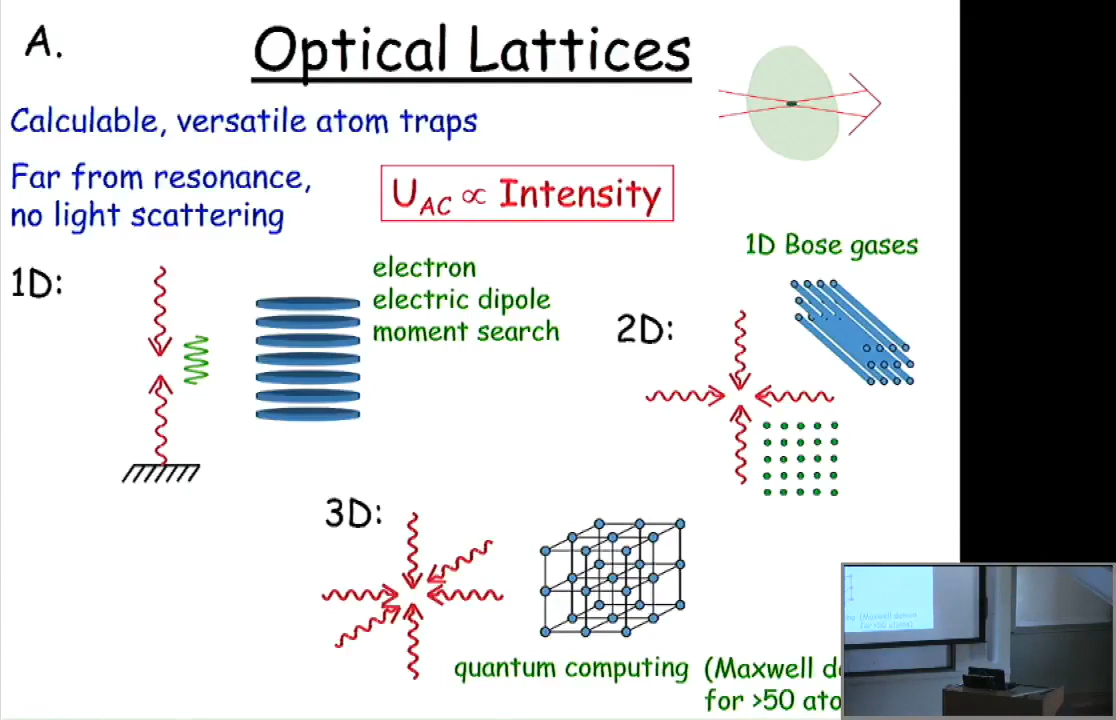 A.
Optical Lattices
Calculable, versatile atom traps
Far from resonance,
no light scattering
U_AC ∝ Intensity
1D Bose gases
1D:
electron
electric dipole
moment search
2D:
3D:
quantum computing (Maxwell
for >50
(Maxwell